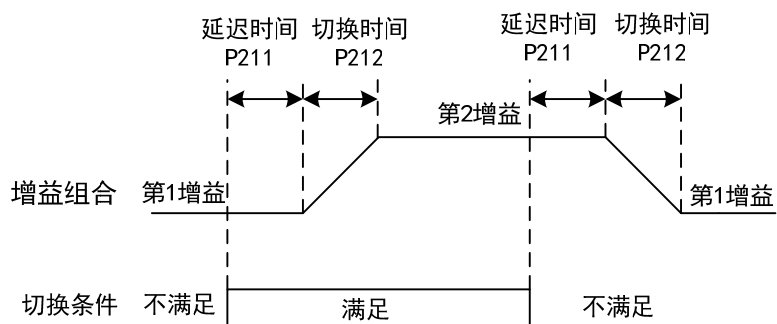 延迟时间 切换时间 延迟时间 切换时间
P211 P212 P211 P212
第2增益
增益组合 第1增益 第1增益
切换条件 不满足 满足 不满足